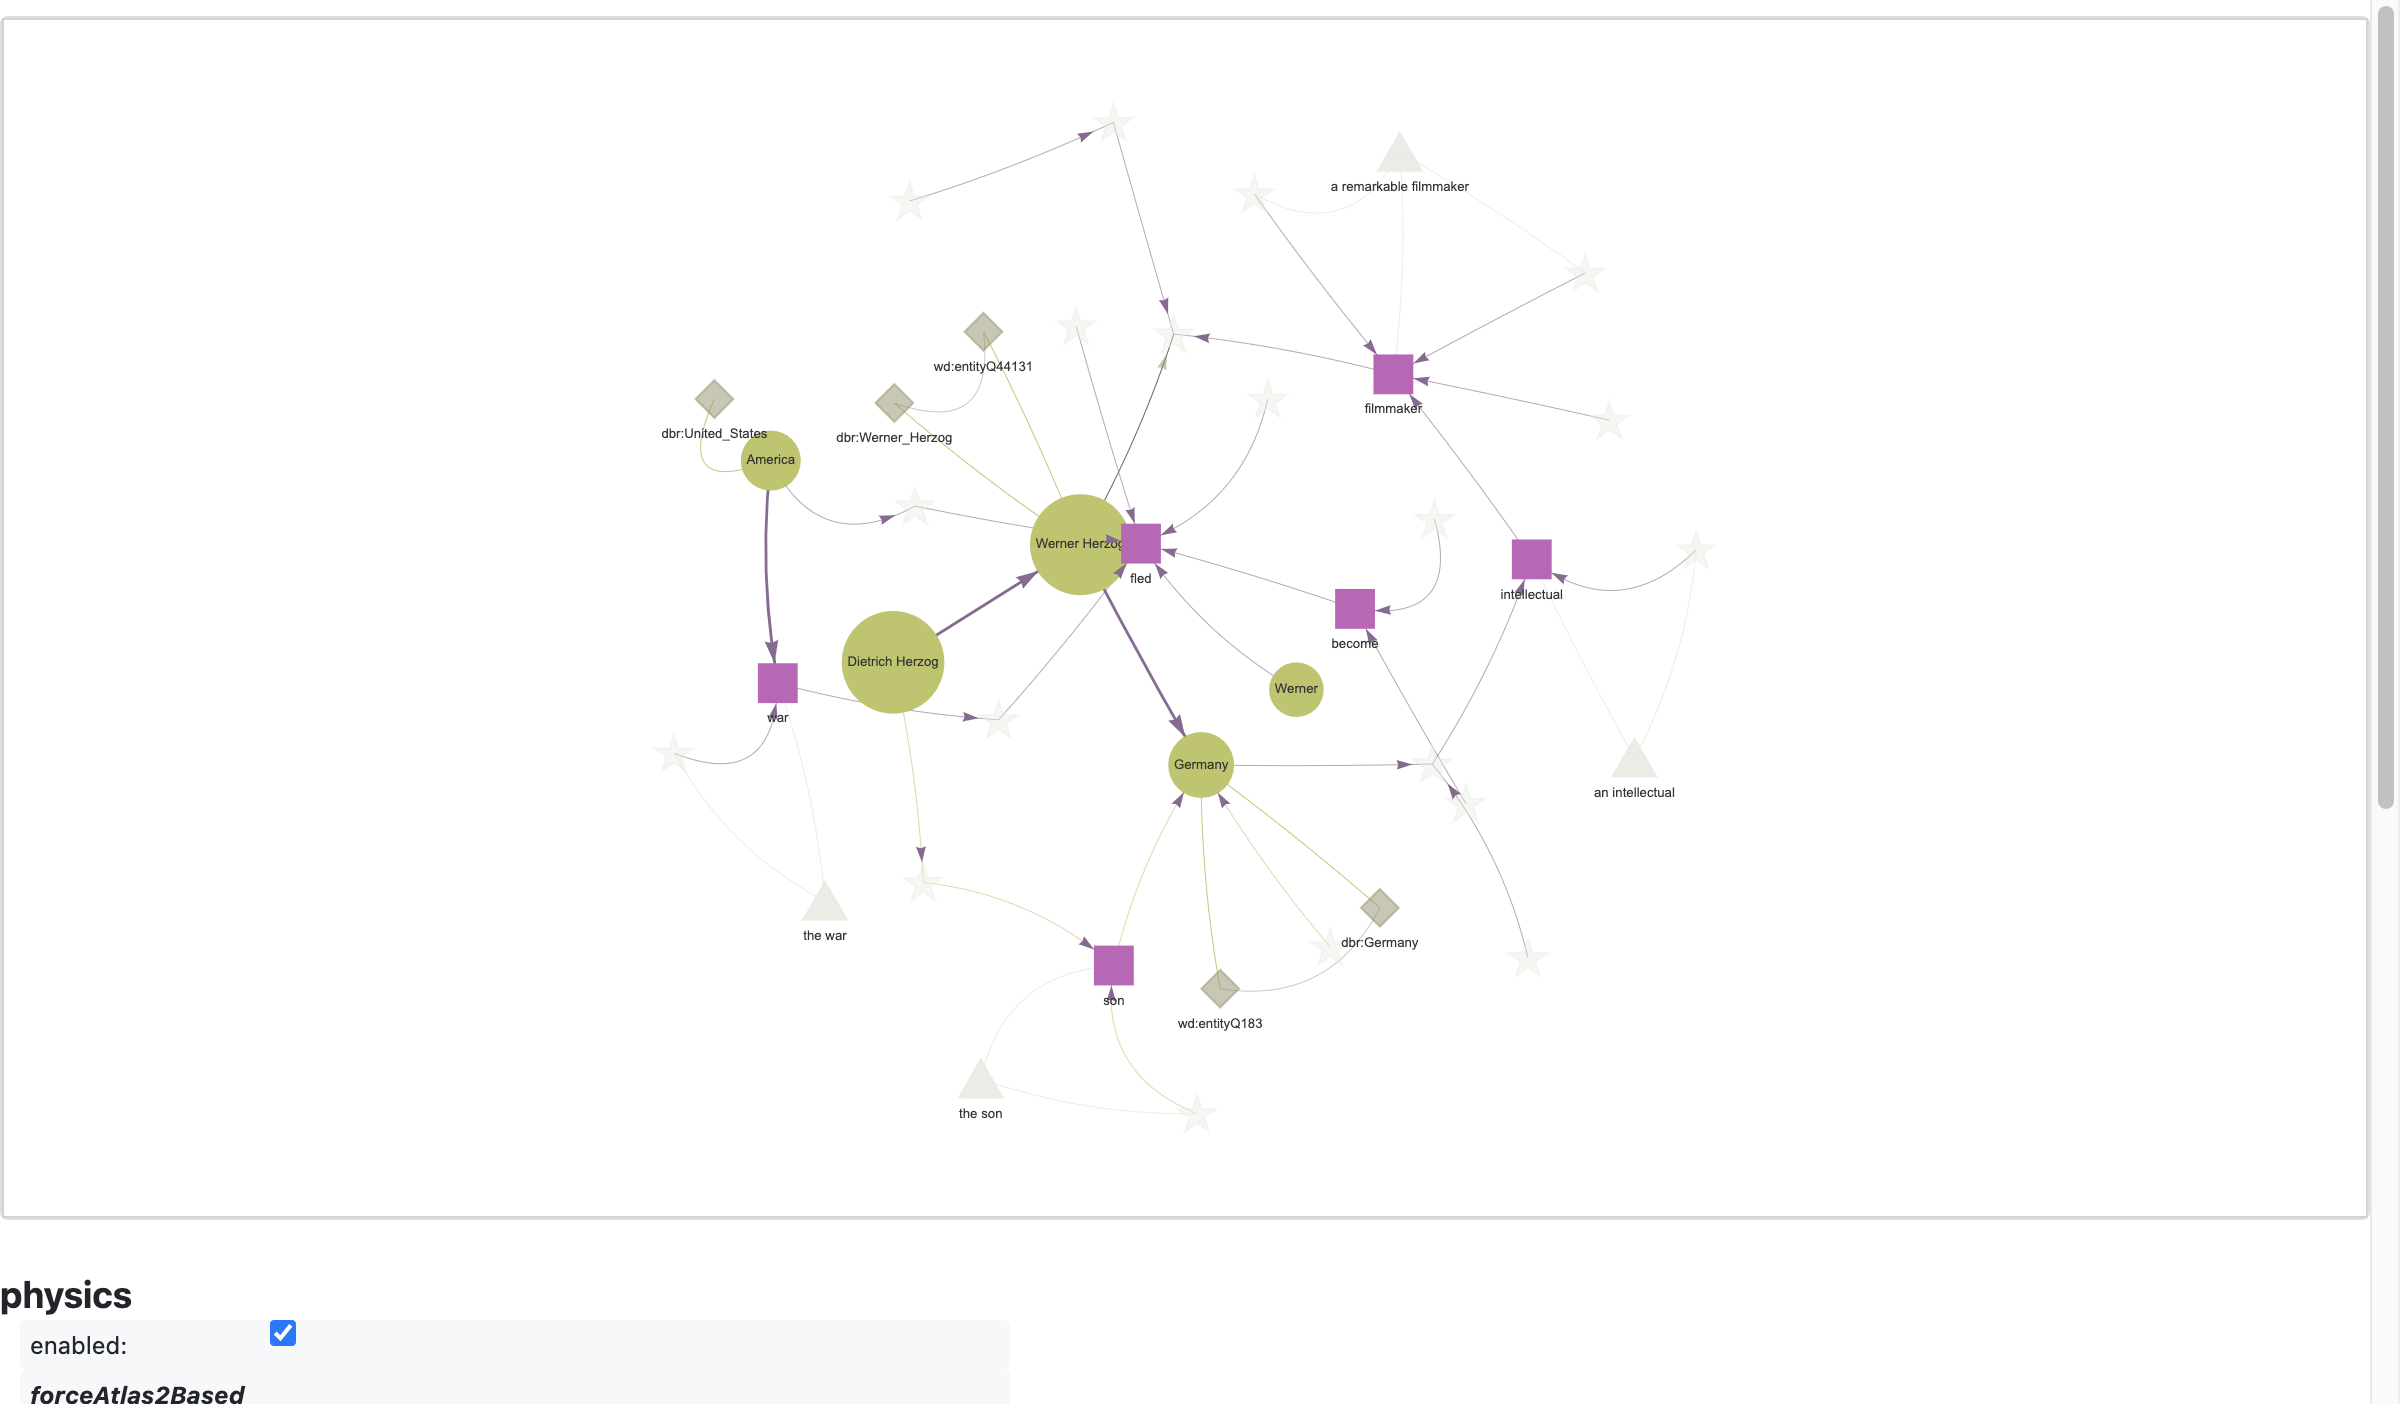 a remarkable filmmaker
wd:entityQ44131
dbr:United_States
dbr:Werner_Herzog
filmmaker
America
Werner Herzog
fled
intellectual
become
Dietrich Herzog
Werner
war
Germany
an intellectual
the war
dbr:Germany
son
wd:entityQ183
the son
physics
enabled:
forceAtlas2Based